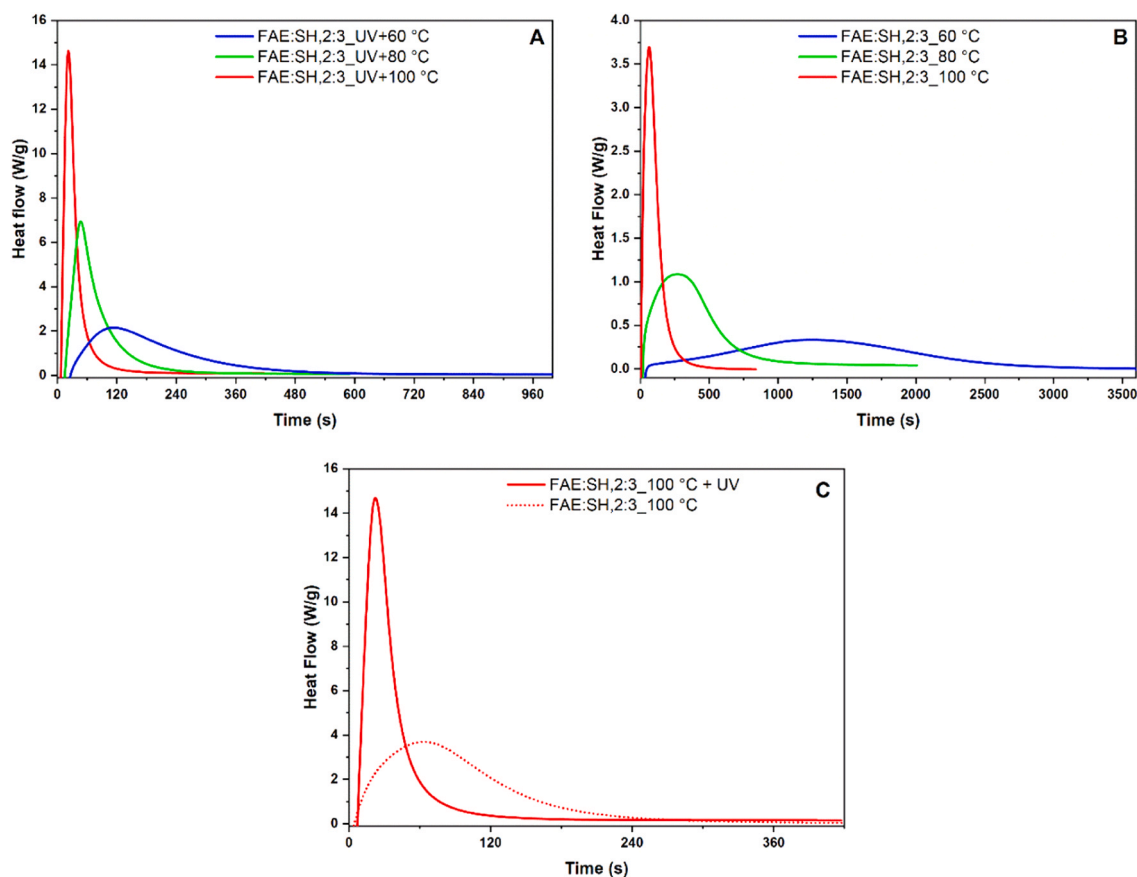 A
FAE:SH,2:3_UV+60 °C
FAE:SH,2:3_UV+80 °C
FAE:SH,2:3_UV+100 °C
16
14
12
10
8
6
4
2
0
Heat flow (W/g)
0 120 240 360 480 600 720 840 960
Time (s)
B
FAE:SH,2:3_60 °C
FAE:SH,2:3_80 °C
FAE:SH,2:3_100 °C
4.0
3.5
3.0
2.5
2.0
1.5
1.0
0.5
0.0
Heat Flow (W/g)
0 500 1000 1500 2000 2500 3000 3500
Time (s)
C
FAE:SH,2:3_100 °C + UV
FAE:SH,2:3_100 °C
16
14
12
10
8
6
4
2
0
Heat Flow (W/g)
0 120 240 360
Time (s)